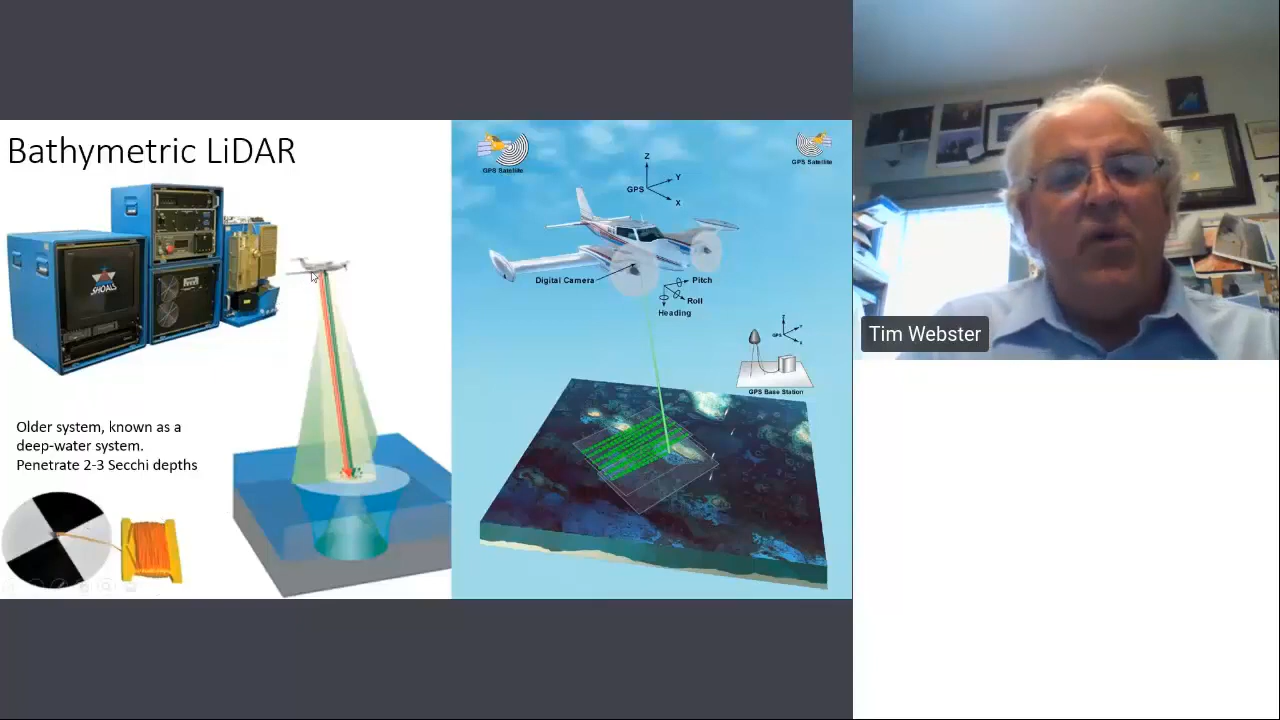 Bathymetric LiDAR
SHOALS
Older system, known as a
deep-water system.
Penetrate 2-3 Secchi depths
GPS Satellite
GPS Satellite
Z
Y
GPS
X
Digital Camera
Pitch
Roll
Heading
Z
GPS
GPS Base Station
Tim Webster